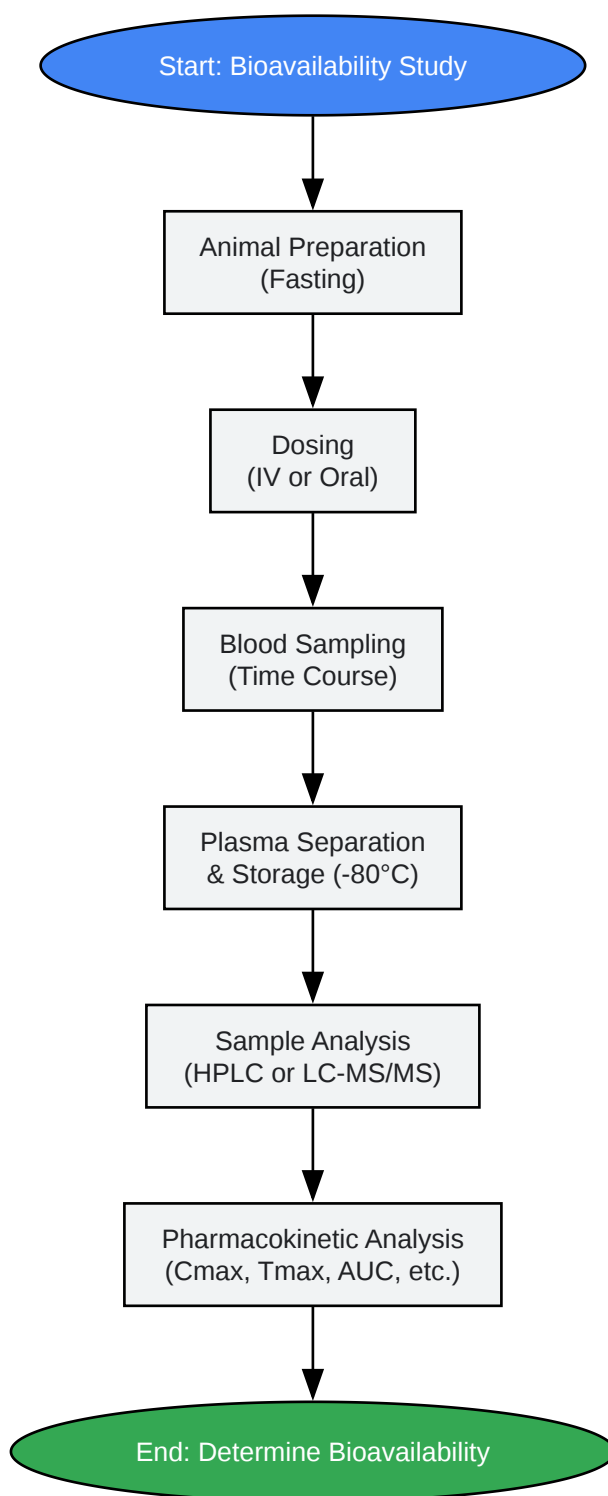 Start: Bioavailability Study
Animal Preparation
(Fasting)
Dosing
(IV or Oral)
Blood Sampling
(Time Course)
Plasma Separation
& Storage (-80°C)
Sample Analysis
(HPLC or LC-MS/MS)
Pharmacokinetic Analysis
(Cmax, Tmax, AUC, etc.)
End: Determine Bioavailability